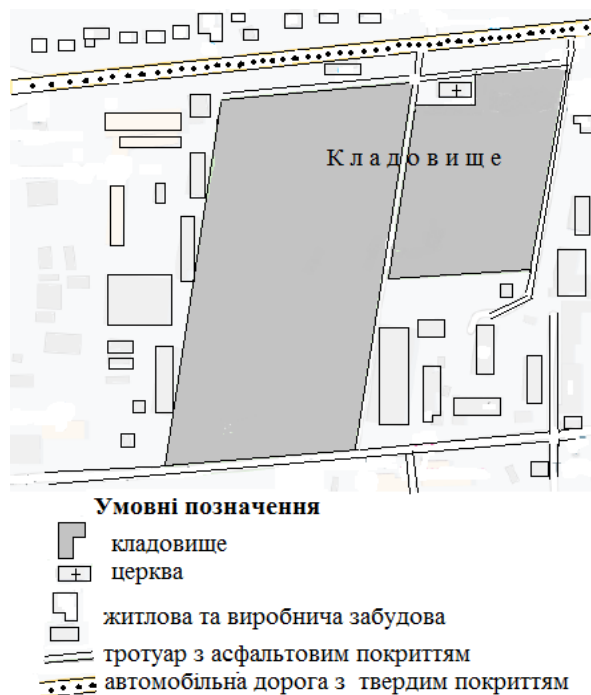 Кладовище
Умовні позначення
кладовище
церква
житлова та виробнича забудова
тротуар з асфальтовим покриттям
автомобільна дорога з твердим покриттям